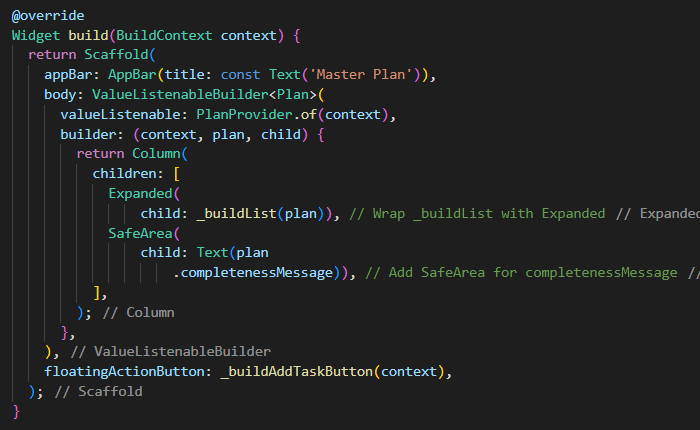 @override
Widget build(BuildContext context) {
return Scaffold(
appBar: AppBar(title: const Text('Master Plan')),
body: ValueListenableBuilder<Plan>(
valueListenable: PlanProvider.of(context),
builder: (context, plan, child) {
return Column(
children: [
Expanded(
child: _buildList(plan)), // Wrap _buildList with Expanded // Expanded
SafeArea(
child: Text(plan
.completenessMessage)), // Add SafeArea for completenessMessage //
],
); // Column
},
), // ValueListenableBuilder
floatingActionButton: _buildAddTaskButton(context),
); // Scaffold
}